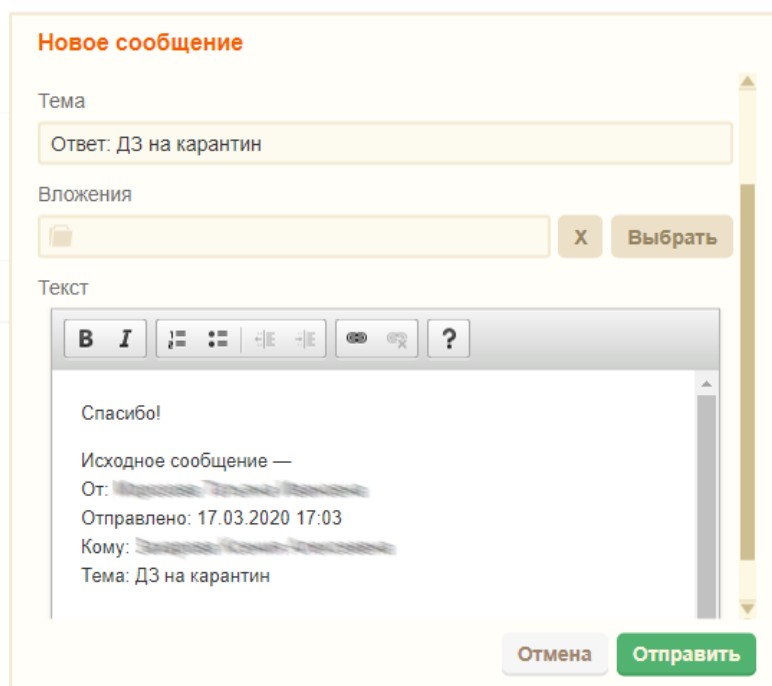 Новое сообщение
Тема
Ответ: ДЗ на карантин
Вложения
X Выбрать
Текст
B I ?
Спасибо!
Исходное сообщение —
От:
Отправлено: 17.03.2020 17:03
Кому:
Тема: ДЗ на карантин
Отмена Отправить